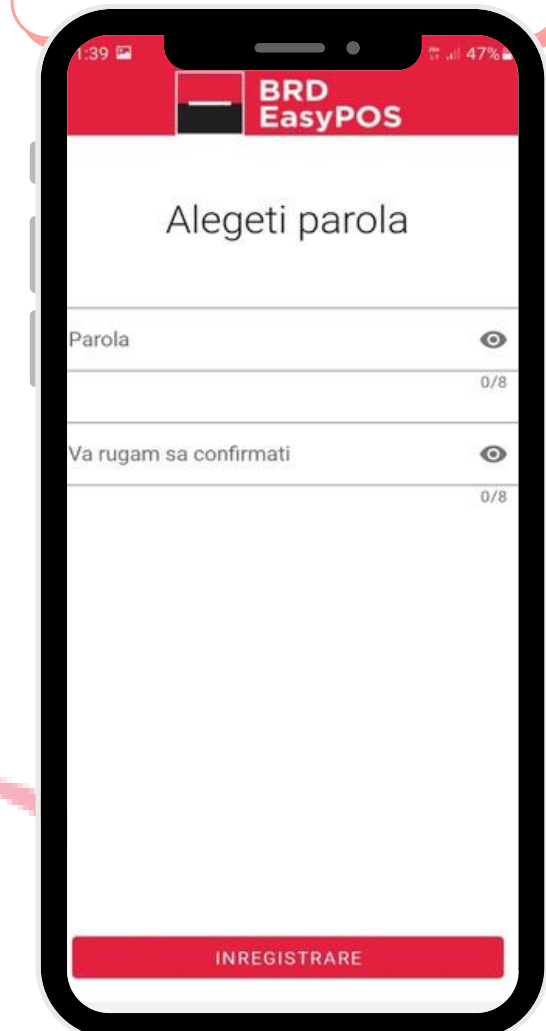 1:39 47%
BRD
EasyPOS
Alegeti parola
Parola
0/8
Va rugam sa confirmati
0/8
INREGISTRARE